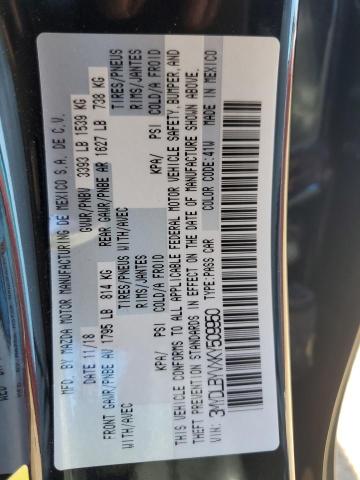 MFD. BY MAZDA MOTOR MANUFACTURING DE MEXICO S.A. DE C.V.
DATE: 11/18 GVWR/PNBV 3393 LB 1539 KG
FRONT GAWR/PNBE AV 1795 LB 814 KG REAR GAWR/PNBE AR 1627 LB 738 KG
WITH/AVEC TIRES/PNEUS WITH/AVEC TIRES/PNEUS
RIMS/JANTES RIMS/JANTES
KPA/ PSI COLD/A FROID KPA/ PSI COLD/A FROID
THIS VEHICLE CONFORMS TO ALL APPLICABLE FEDERAL MOTOR VEHICLE SAFETY, BUMPER, AND
THEFT PREVENTION STANDARDS IN EFFECT ON THE DATE OF MANUFACTURE SHOWN ABOVE.
VIN: TYPE:PASS CAR COLOR CODE:41W MADE IN MEXICO